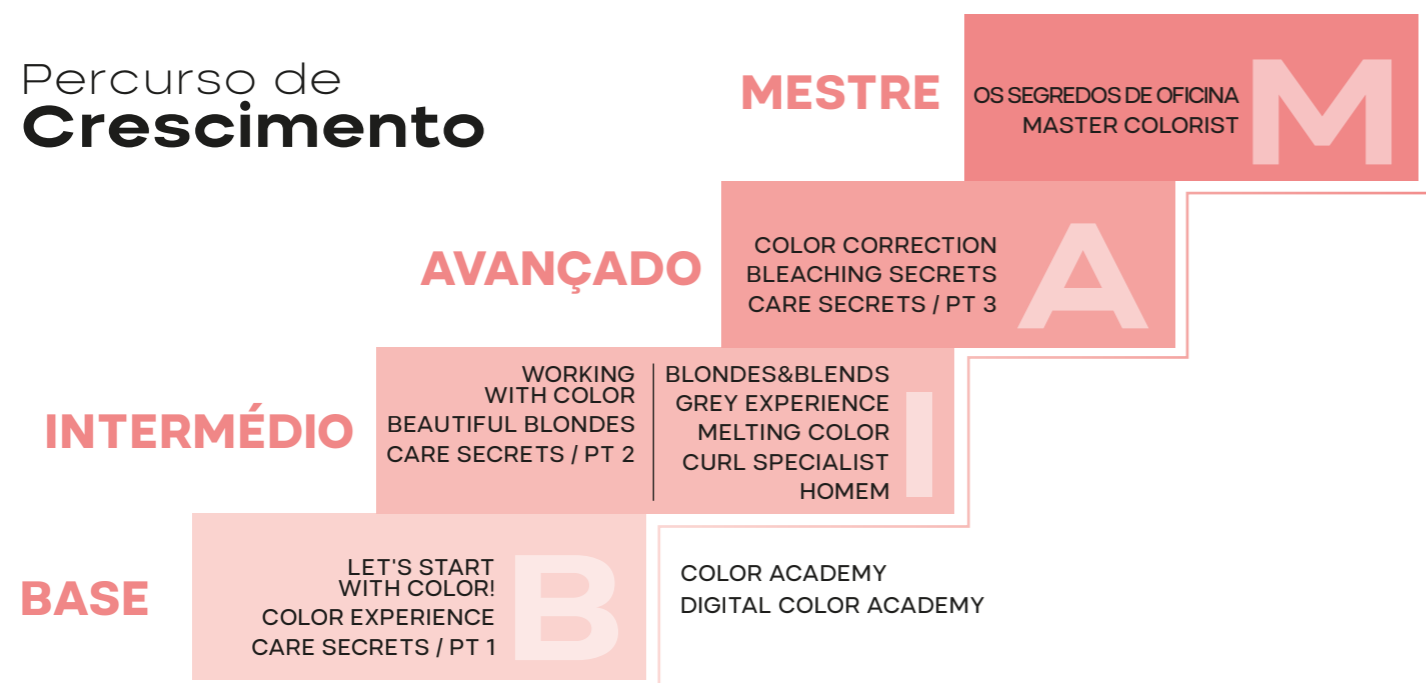 Percurso de
Crescimento
MESTRE
OS SEGREDOS DE OFICINA
MASTER COLORIST
M
AVANÇADO
COLOR CORRECTION
BLEACHING SECRETS
CARE SECRETS / PT 3
A
INTERMÉDIO
WORKING
WITH COLOR
BEAUTIFUL BLONDES
CARE SECRETS / PT 2
BLONDES&BLENDS
GREY EXPERIENCE
MELTING COLOR
CURL SPECIALIST
HOMEM
I
BASE
LET'S START
WITH COLOR!
COLOR EXPERIENCE
CARE SECRETS / PT 1
B
COLOR ACADEMY
DIGITAL COLOR ACADEMY